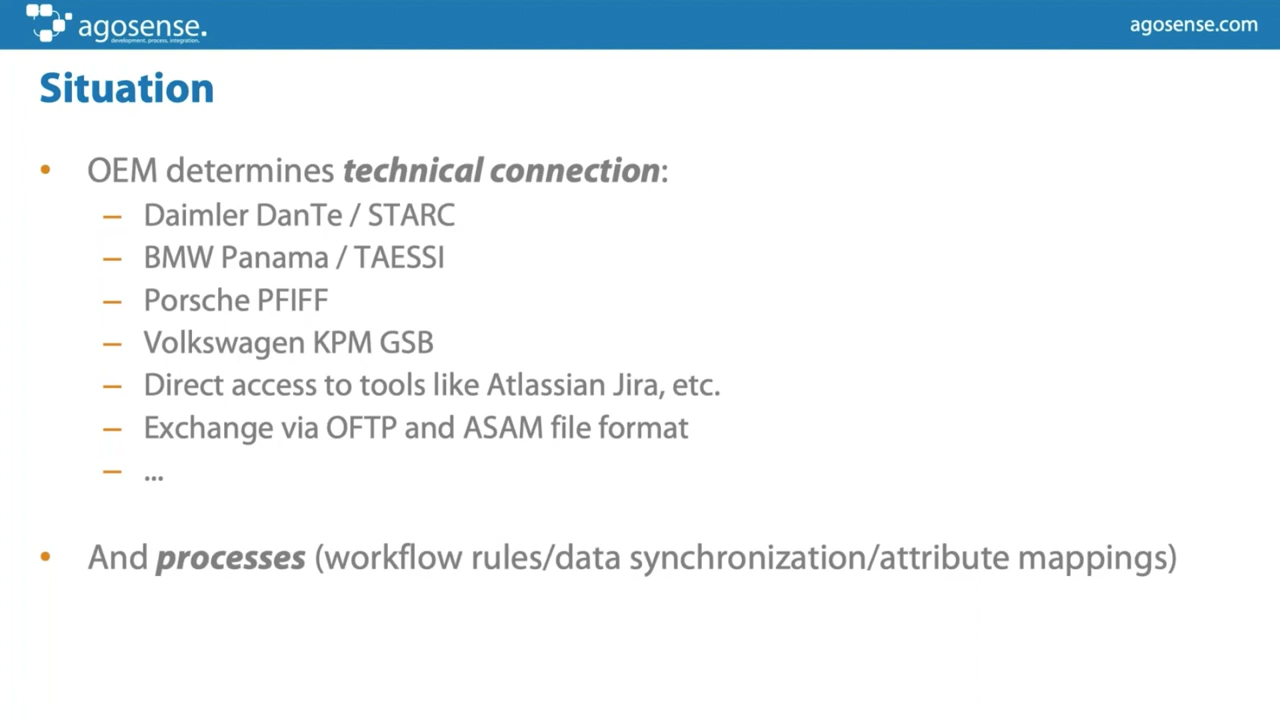 agosense.
development. process. integration.
agosense.com
Situation
• OEM determines technical connection:
– Daimler DanTe / STARC
– BMW Panama / TAESSI
– Porsche PFIFF
– Volkswagen KPM GSB
– Direct access to tools like Atlassian Jira, etc.
– Exchange via OFTP and ASAM file format
– ...
• And processes (workflow rules/data synchronization/attribute mappings)